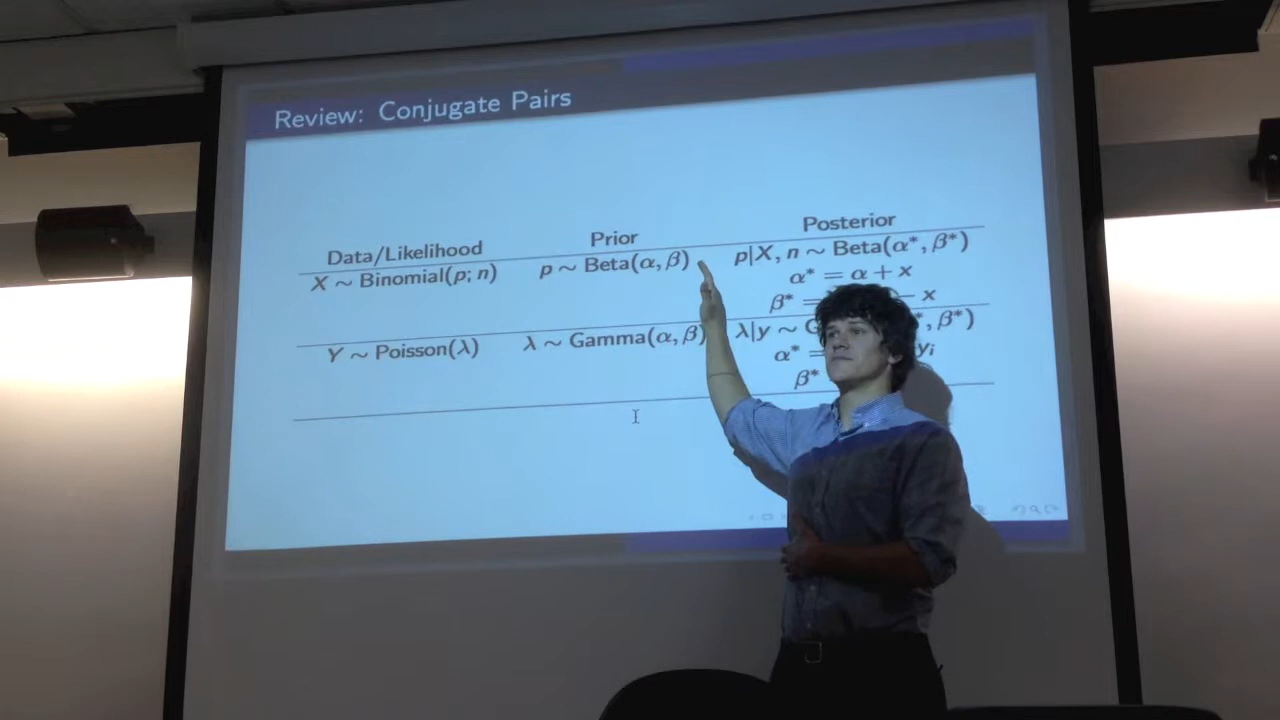 Review: Conjugate Pairs
Data/Likelihood Prior Posterior
X ∼ Binomial(p; n) p ∼ Beta(α, β) p|X, n ∼ Beta(α*, β*)
α* = α + x
β* = − x
Y ∼ Poisson(λ) λ ∼ Gamma(α, β) λ|y ∼ G *, β*)
α* = yᵢ
β*